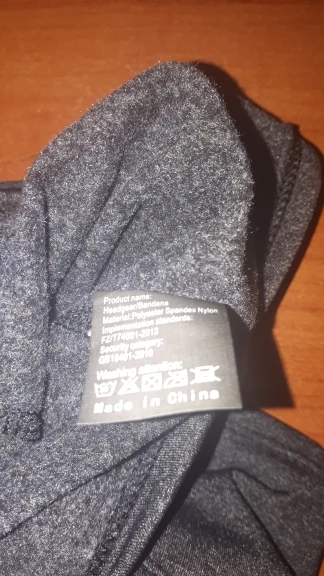 Product name:
Headgear/Bandana
Material:Polyester Spandex Nylon
Implementation standards:
FZ/T74001-2013
Security category:
GB18401-2010
Washing attention:
Made in China